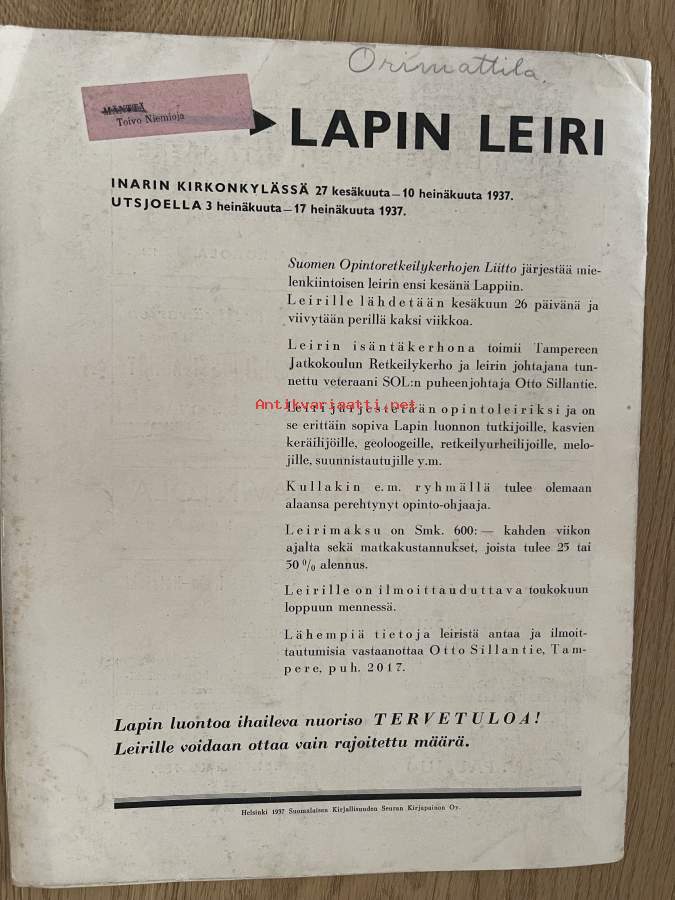 Orimattila.
MÄNTTÄ
Toivo Niemioja
LAPIN LEIRI
INARIN KIRKONKYLÄSSÄ 27 kesäkuuta—10 heinäkuuta 1937.
UTSJOELLA 3 heinäkuuta—17 heinäkuuta 1937.
Suomen Opintoretkeilykerhojen Liitto järjestää mie-
lenkiintoisen leirin ensi kesänä Lappiin.
Leirille lähdetään kesäkuun 26 päivänä ja
viivytään perillä kaksi viikkoa.
Leirin isäntäkerhona toimii Tampereen
Jatkokoulun Retkeilykerho ja leirin johtajana tun-
nettu veteraani SOL:n puheenjohtaja Otto Sillantie.
Antikvariaatti.net
Leiri järjestetään opintoleiriksi ja on
se erittäin sopiva Lapin luonnon tutkijoille, kasvien
keräilijöille, geoloogeille, retkeilyurheilijoille, melo-
jille, suunnistautujille y.m.
Kullakin e.m. ryhmällä tulee olemaan
alaansa perehtynyt opinto-ohjaaja.
Leirimaksu on Smk. 600:— kahden viikon
ajalta sekä matkakustannukset, joista tulee 25 tai
50 % alennus.
Leirille on ilmoittauduttava toukokuun
loppuun mennessä.
Lähempiä tietoja leiristä antaa ja ilmoit-
tautumisia vastaanottaa Otto Sillantie, Tam-
pere, puh. 2017.
Lapin luontoa ihaileva nuoriso TERVETULOA!
Leirille voidaan ottaa vain rajoitettu määrä.
Helsinki 1937 Suomalaisen Kirjallisuuden Seuran Kirjapainon Oy.